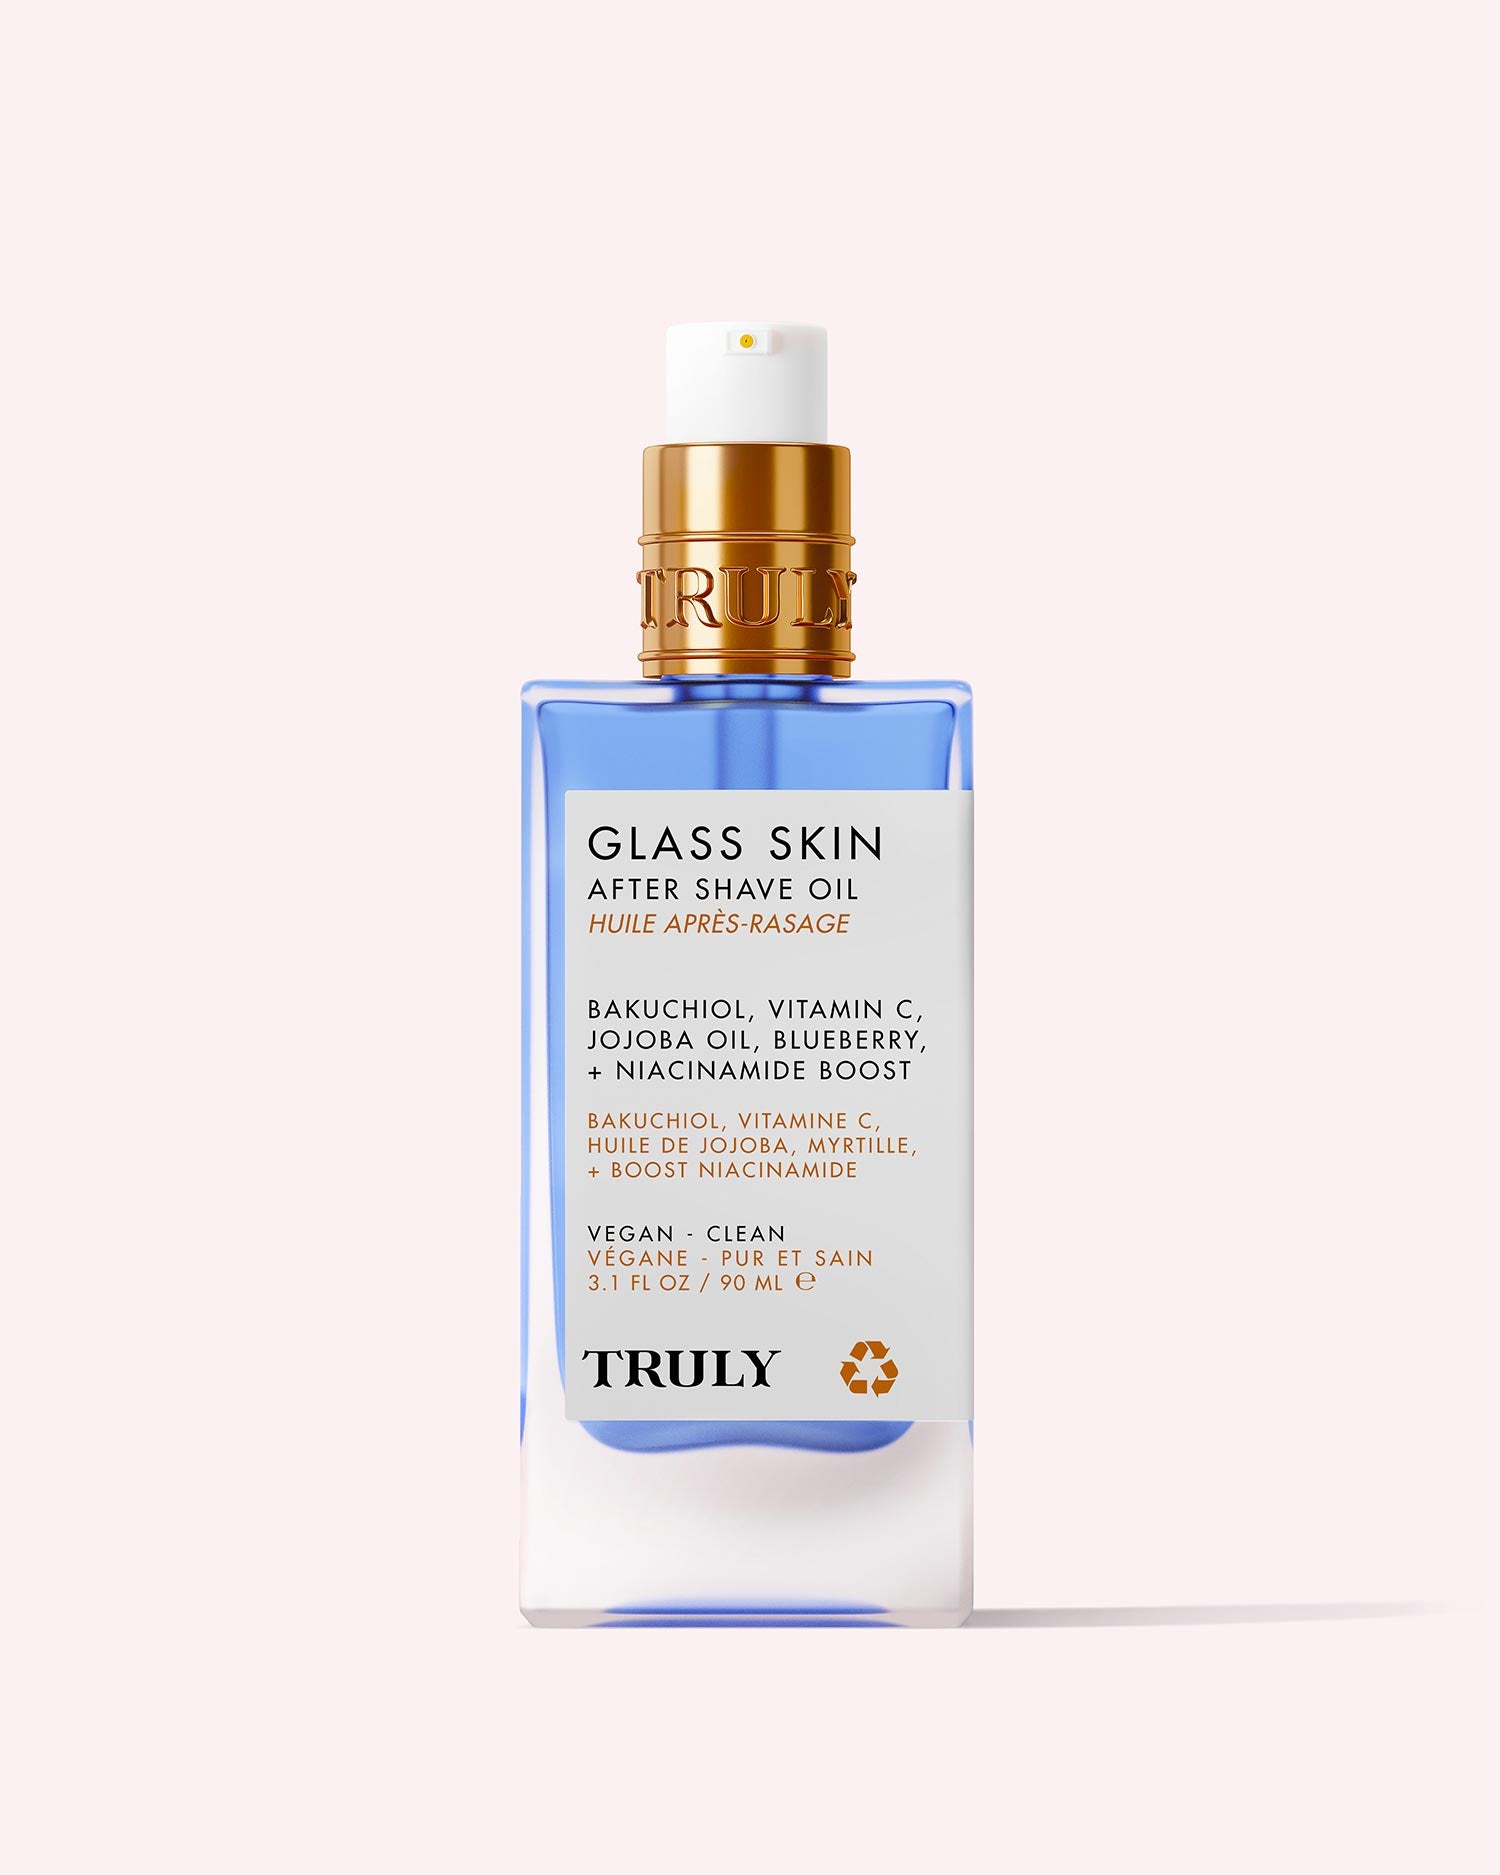 TRULY
GLASS SKIN
AFTER SHAVE OIL
HUILE APRÈS-RASAGE
BAKUCHIOL, VITAMIN C,
JOJOBA OIL, BLUEBERRY,
+ NIACINAMIDE BOOST
BAKUCHIOL, VITAMINE C,
HUILE DE JOJOBA, MYRTILLE,
+ BOOST NIACINAMIDE
VEGAN - CLEAN
VÉGANE - PUR ET SAIN
3.1 FL OZ / 90 ML ℮
TRULY